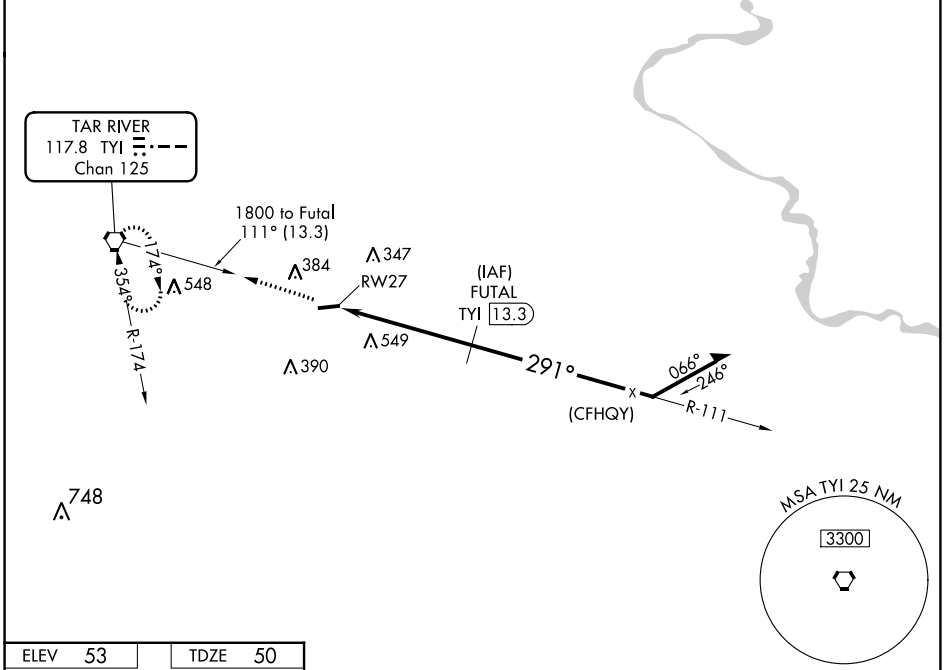 TAR RIVER
117.8 TYI
Chan 125
1800 to Futal
111° (13.3)
384
347
RW27
548
174°
354°
R-174
549
390
(IAF)
FUTAL
TYI 13.3
291°
066°
246°
(CFHQY)
X
R-111
748
MSA TYI 25 NM
3300
ELEV 53
TDZE 50